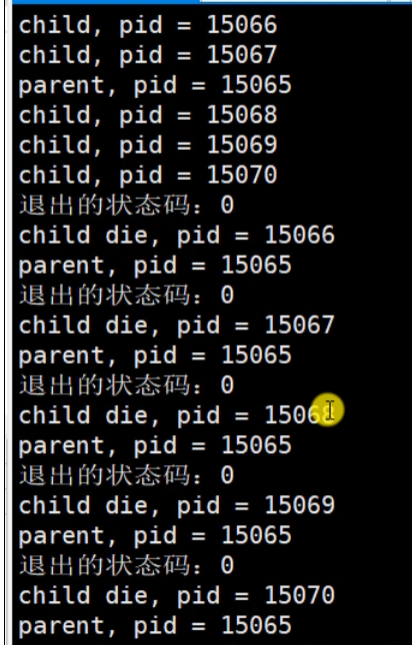 child, pid = 15066
child, pid = 15067
parent, pid = 15065
child, pid = 15068
child, pid = 15069
child, pid = 15070
退出的状态码：0
child die, pid = 15066
parent, pid = 15065
退出的状态码：0
child die, pid = 15067
parent, pid = 15065
退出的状态码：0
child die, pid = 15068
parent, pid = 15065
退出的状态码：0
child die, pid = 15069
parent, pid = 15065
退出的状态码：0
child die, pid = 15070
parent, pid = 15065